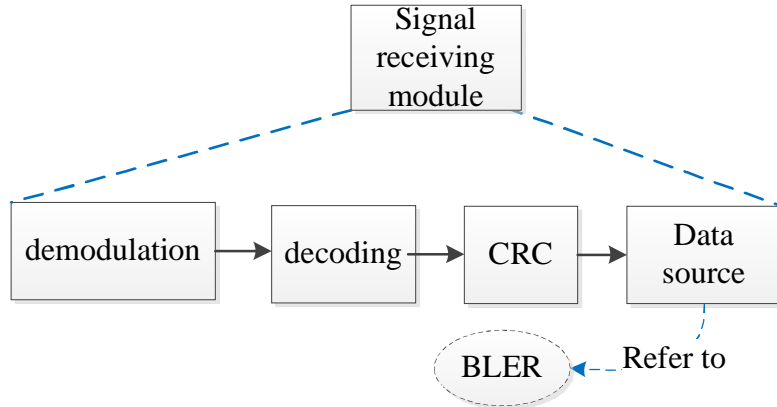 Signal
receiving
module
demodulation
decoding
CRC
Data
source
BLER
Refer to